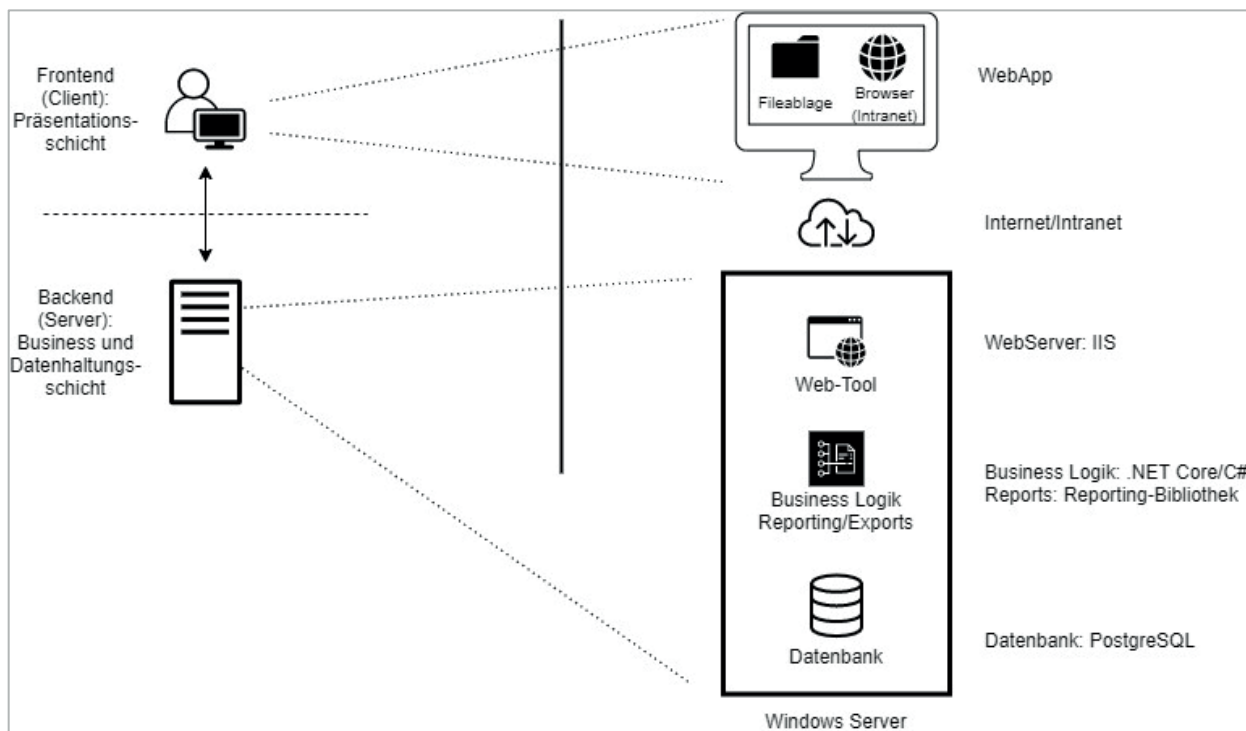 Frontend
(Client):
Präsentations-
schicht
Backend
(Server):
Business und
Datenhaltungs-
schicht
Fileablage
Browser
(Intranet)
WebApp
Internet/Intranet
Web-Tool
WebServer: IIS
Business Logik
Reporting/Exports
Business Logik: .NET Core/C#
Reports: Reporting-Bibliothek
Datenbank
Datenbank: PostgreSQL
Windows Server